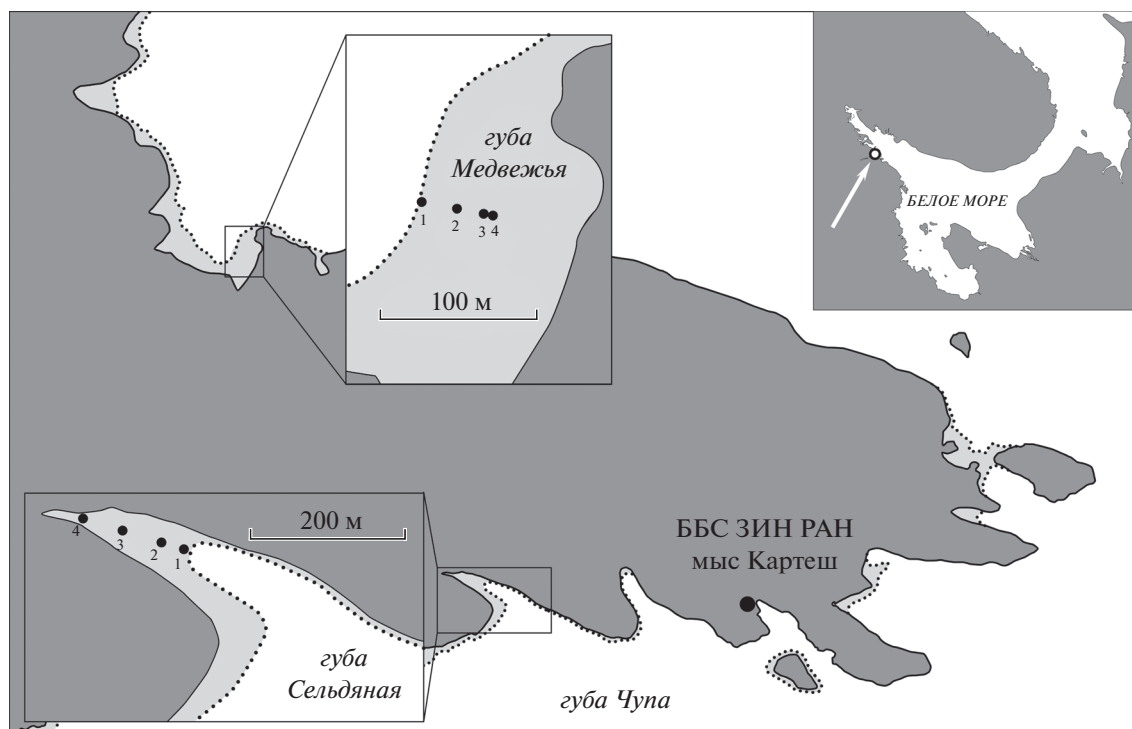 губа
Медвежья
1
2
3
4
100 м
БЕЛОЕ МОРЕ
4
3
2
1
200 м
губа
Сельдяная
ББС ЗИН РАН
мыс Картеш
губа Чупа